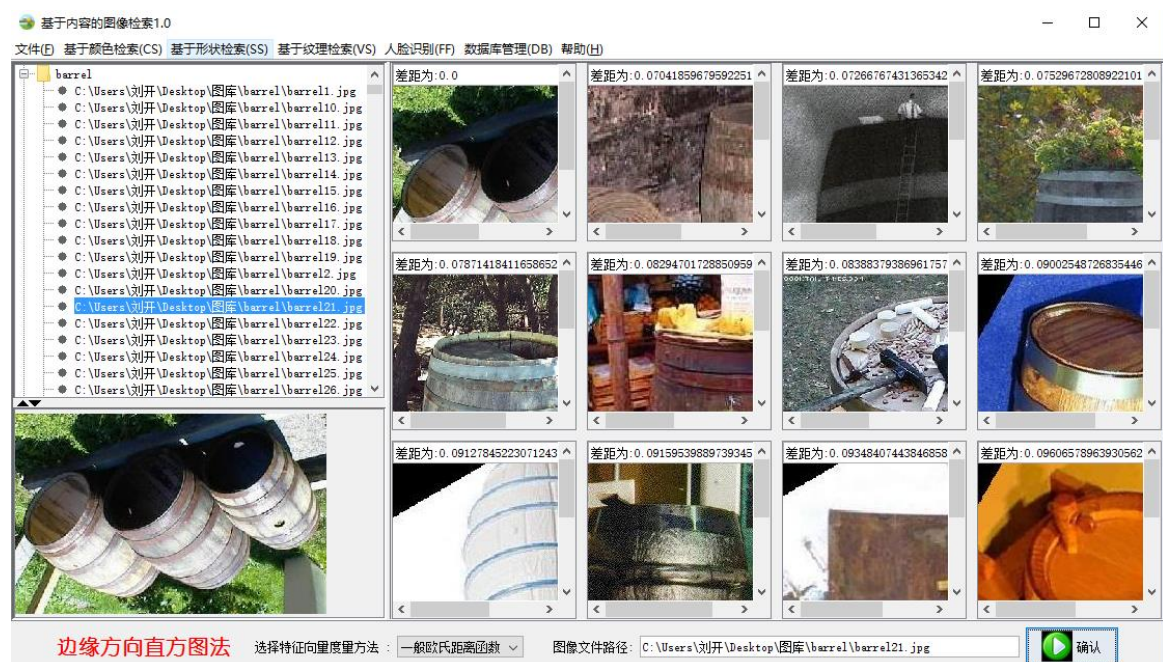 基于内容的图像检索1.0
文件(F) 基于颜色检索(CS) 基于形状检索(SS) 基于纹理检索(VS) 人脸识别(FF) 数据库管理(DB) 帮助(H)
barrel
C:\Users\刘开\Desktop\图库\barrel\barrel1.jpg
C:\Users\刘开\Desktop\图库\barrel\barrel10.jpg
C:\Users\刘开\Desktop\图库\barrel\barrel11.jpg
C:\Users\刘开\Desktop\图库\barrel\barrel12.jpg
C:\Users\刘开\Desktop\图库\barrel\barrel13.jpg
C:\Users\刘开\Desktop\图库\barrel\barrel14.jpg
C:\Users\刘开\Desktop\图库\barrel\barrel15.jpg
C:\Users\刘开\Desktop\图库\barrel\barrel16.jpg
C:\Users\刘开\Desktop\图库\barrel\barrel17.jpg
C:\Users\刘开\Desktop\图库\barrel\barrel18.jpg
C:\Users\刘开\Desktop\图库\barrel\barrel19.jpg
C:\Users\刘开\Desktop\图库\barrel\barrel2.jpg
C:\Users\刘开\Desktop\图库\barrel\barrel20.jpg
C:\Users\刘开\Desktop\图库\barrel\barrel21.jpg
C:\Users\刘开\Desktop\图库\barrel\barrel22.jpg
C:\Users\刘开\Desktop\图库\barrel\barrel23.jpg
C:\Users\刘开\Desktop\图库\barrel\barrel24.jpg
C:\Users\刘开\Desktop\图库\barrel\barrel25.jpg
C:\Users\刘开\Desktop\图库\barrel\barrel26.jpg
差距为:0.0
差距为:0.07041859679592251
差距为:0.07266767431365342
差距为:0.07529672808922101
差距为:0.0787141841165865​2
差距为:0.08294701728850959
差距为:0.08388379386961757
差距为:0.09002548726835446
差距为:0.09127845223071243
差距为:0.09159539889739345
差距为:0.09348407443846858
差距为:0.09606578963930562
边缘方向直方图法 选择特征向量度量方法 : 一般欧氏距离函数 图像文件路径: C:\Users\刘开\Desktop\图库\barrel\barrel21.jpg 确认